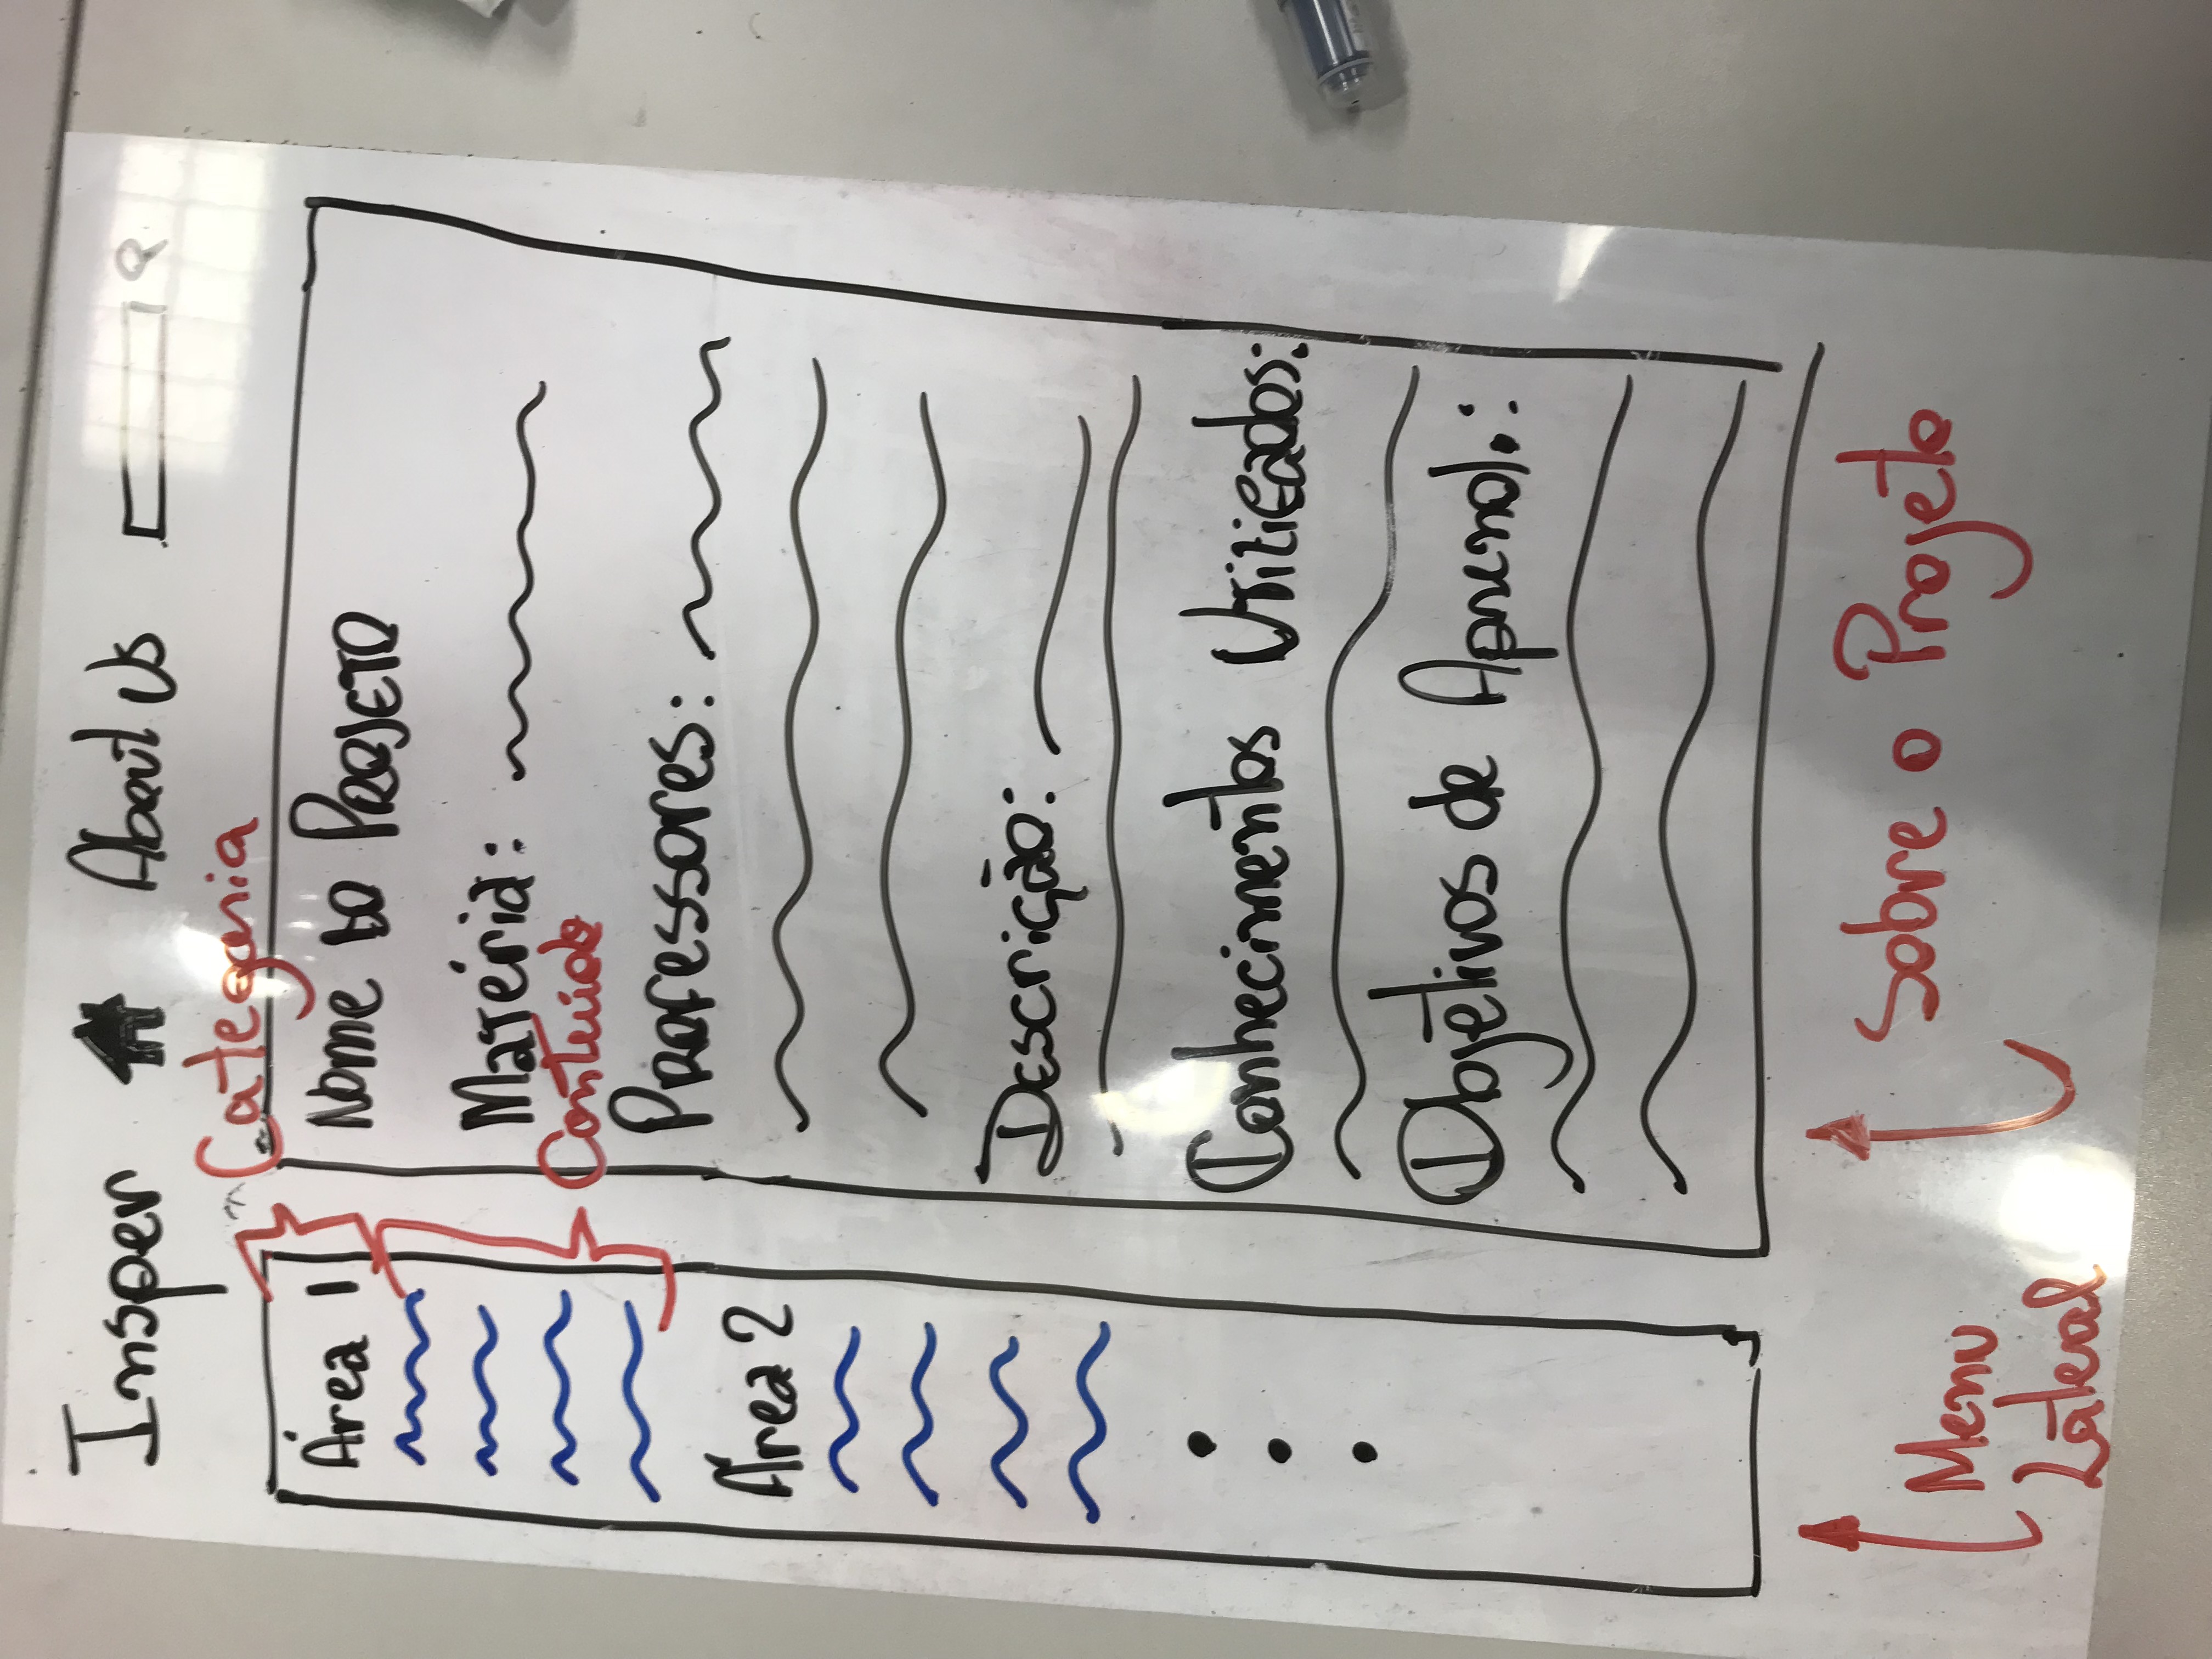 Insper About Us
Categoria
Área 1
Conteúdo
Área 2
Nome do Projeto
Matéria:
Professores:
Descrição:
Conhecimentos Utilizados:
Objetivos de Aprend.:
Menu
Lateral
Sobre o Projeto